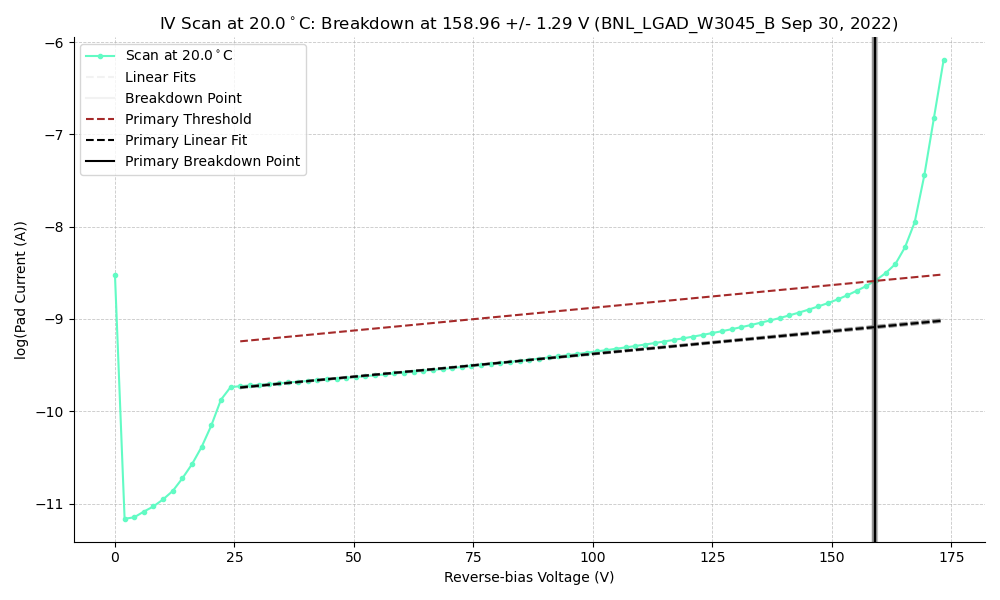 IV Scan at 20.0°C: Breakdown at 158.96 +/- 1.29 V (BNL_LGAD_W3045_B Sep 30, 2022)
Scan at 20.0°C
Linear Fits
Breakdown Point
Primary Threshold
Primary Linear Fit
Primary Breakdown Point
log(Pad Current (A))
−6
−7
−8
−9
−10
−11
0 25 50 75 100 125 150 175
Reverse-bias Voltage (V)